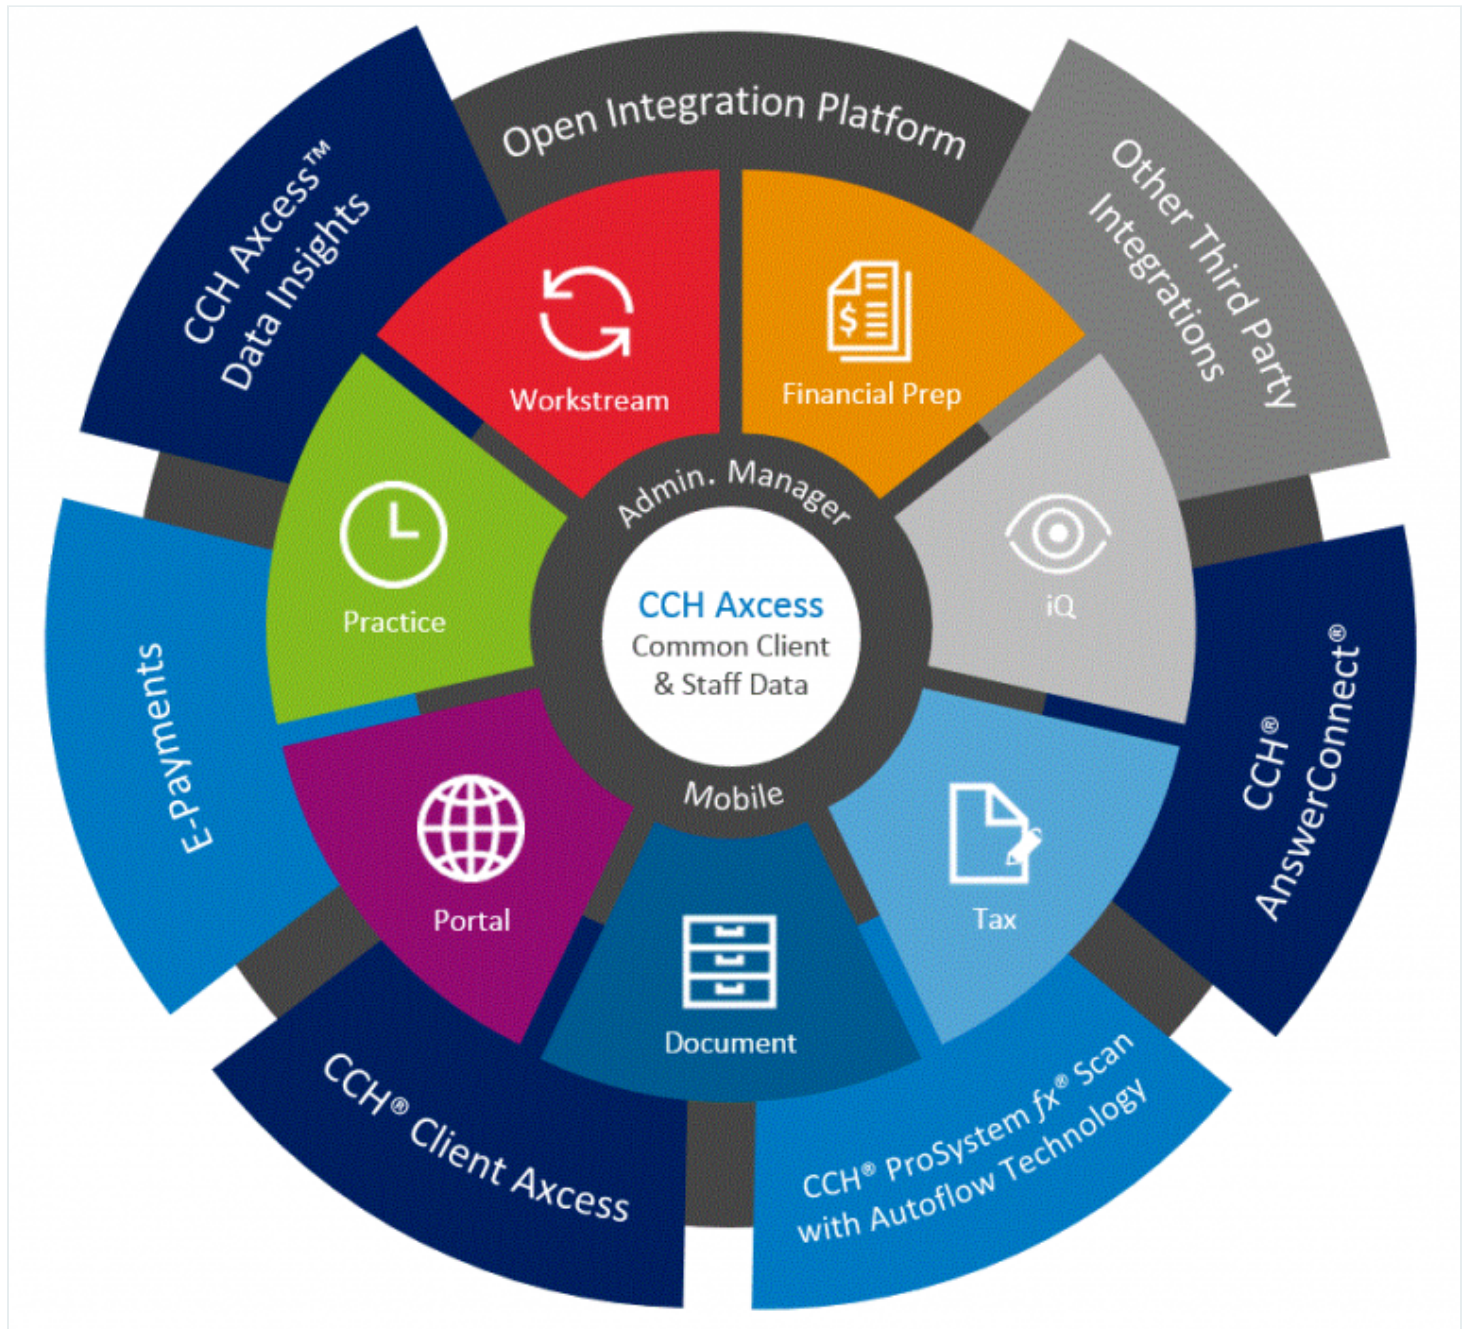 Open Integration Platform
CCH Axcess™
Data Insights
Other Third Party
Integrations
Workstream
Financial Prep
Admin. Manager
Practice
iQ
CCH Axcess
Common Client
& Staff Data
E-Payments
CCH®
AnswerConnect®
Mobile
Portal
Tax
Document
CCH® Client Axcess
CCH® ProSystem fx® Scan
with Autoflow Technology